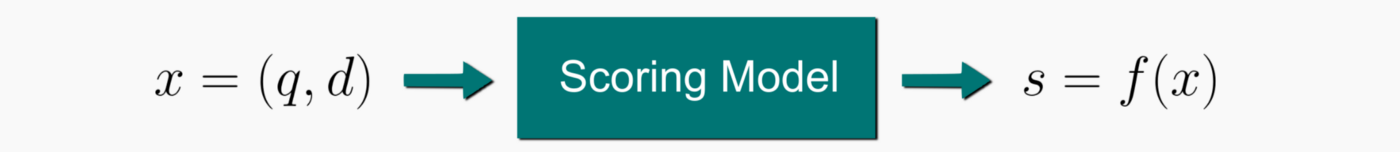 x = (q, d) Scoring Model s = f(x)